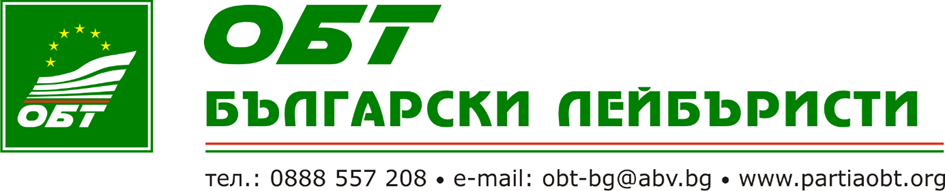 ОБТ
ОБТ
БЪЛГАРСКИ ЛЕЙБЪРИСТИ
тел.: 0888 557 208 • e-mail: obt-bg@abv.bg • www.partiaobt.org